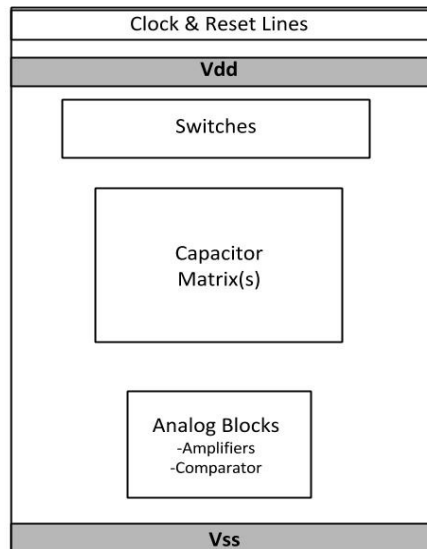 Clock & Reset Lines
Vdd
Switches
Capacitor
Matrix(s)
Analog Blocks
-Amplifiers
-Comparator
Vss